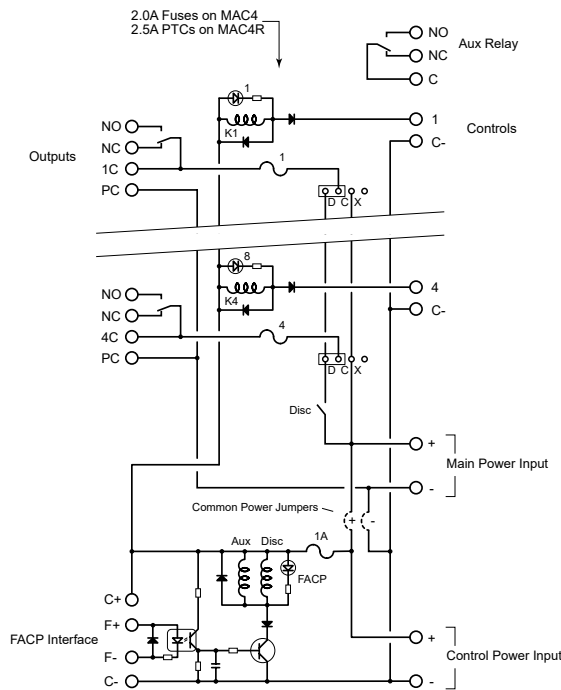 2.0A Fuses on MAC4
2.5A PTCs on MAC4R
NO
NC
Aux Relay
C
1
K1
1
Controls
C-
NO
NC
Outputs
1C
1
PC
D C X
8
K4
4
C-
NO
NC
4C
4
PC
D C X
Disc
+
Main Power Input
-
Common Power Jumpers
+ -
Aux Disc 1A
FACP
C+
F+
FACP Interface
F-
C-
+
Control Power Input
-